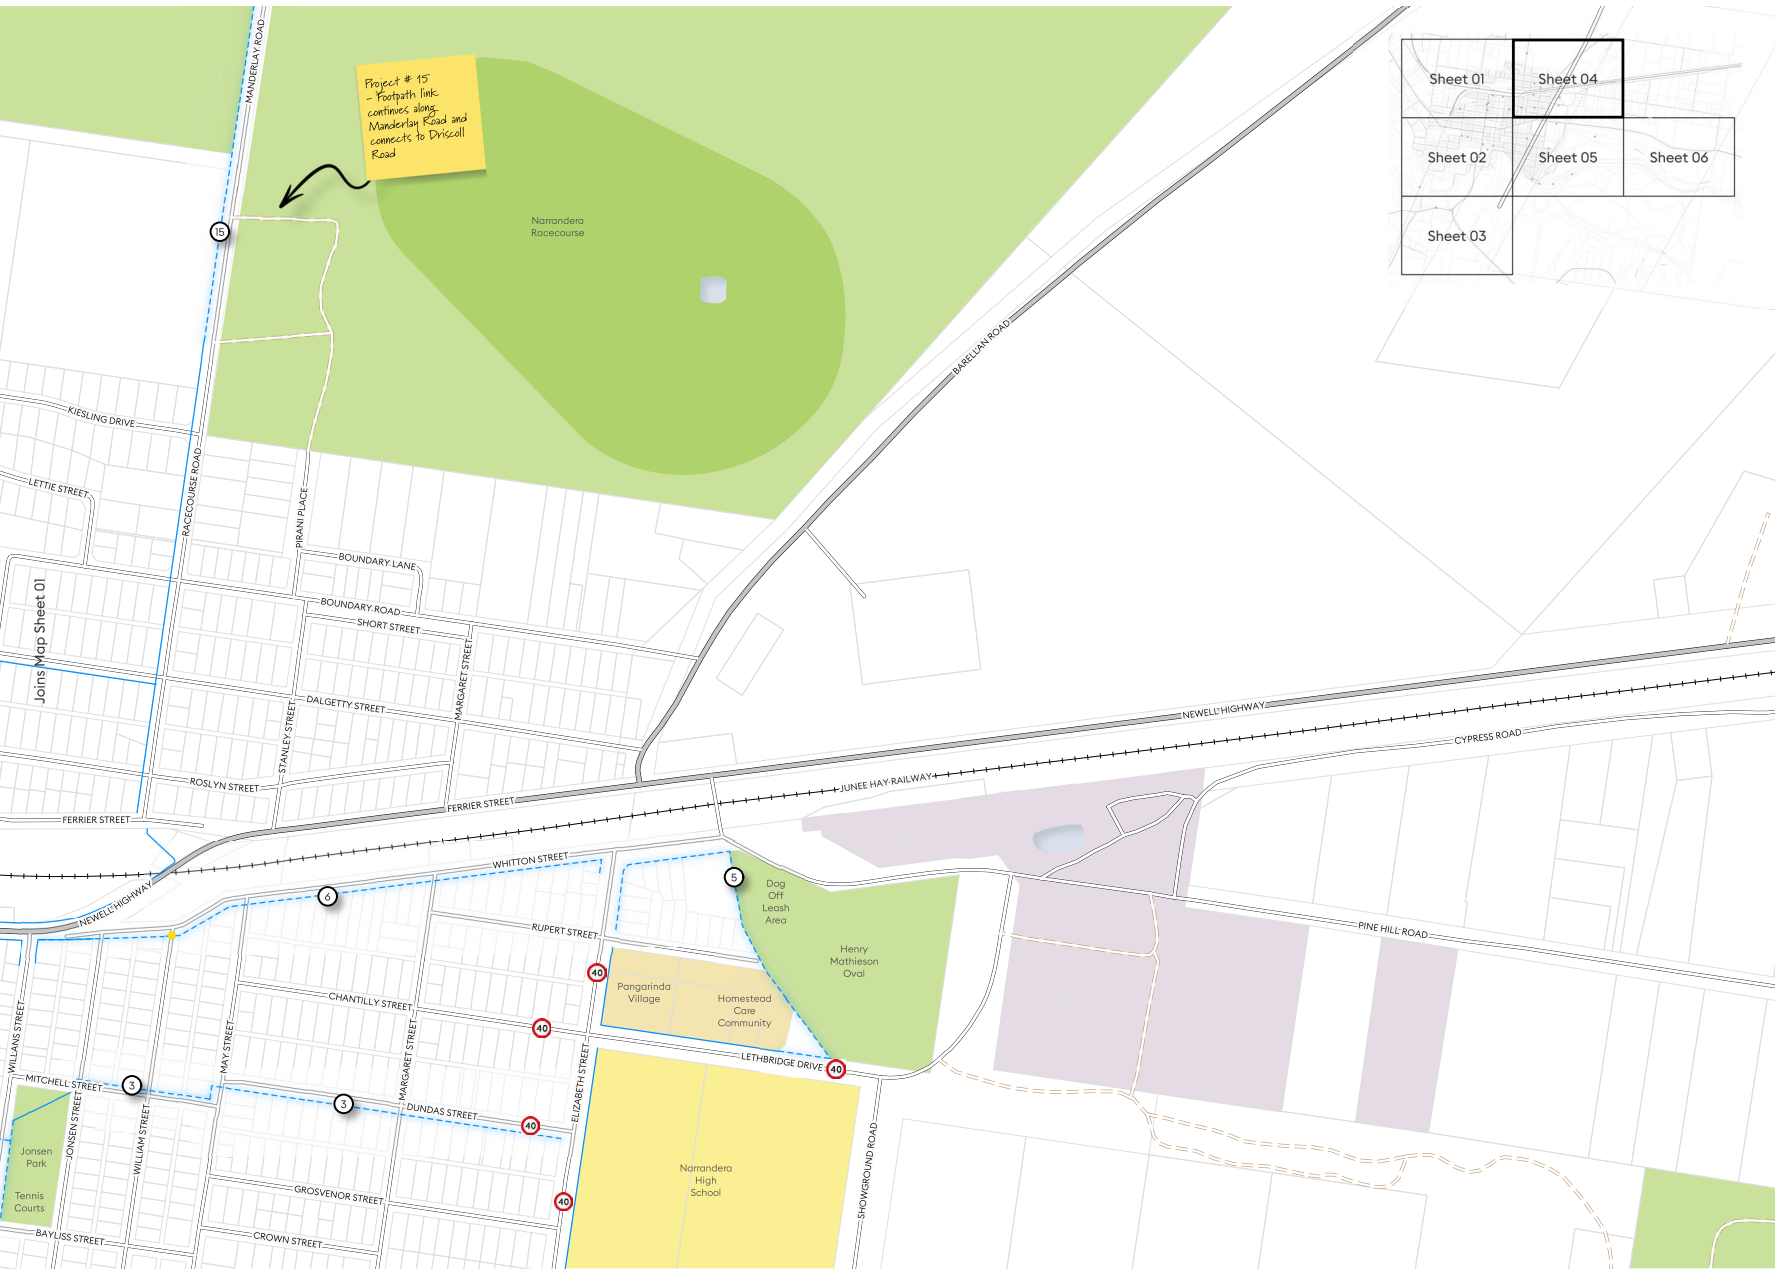 MANDERLAY ROAD
Project # 15
- Footpath link
continues along
Manderlay Road and
connects to Driscoll
Road
Sheet 01
Sheet 04
Sheet 02
Sheet 05
Sheet 06
Sheet 03
15
Narrandera
Racecourse
BARELLAN ROAD
KIESLING DRIVE
LETTIE STREET
RACECOURSE ROAD
PIRANI PLACE
BOUNDARY LANE
BOUNDARY ROAD
SHORT STREET
Joins Map Sheet 01
MARGARET STREET
DALGETTY STREET
STANLEY STREET
ROSLYN STREET
FERRIER STREET
FERRIER STREET
NEWELL HIGHWAY
CYPRESS ROAD
JUNEE HAY RAILWAY
WHITTON STREET
NEWELL HIGHWAY
6
5
Dog
Off
Leash
Area
RUPERT STREET
Henry
Mathieson
Oval
PINE HILL ROAD
40
Pangarinda
Village
Homestead
Care
Community
CHANTILLY STREET
40
LETHBRIDGE DRIVE
40
WILLANS STREET
MAY STREET
MARGARET STREET
ELIZABETH STREET
MITCHELL STREET
3
3
DUNDAS STREET
40
JONSEN STREET
WILLIAM STREET
Jonsen
Park
Tennis
Courts
Narrandera
High
School
SHOWGROUND ROAD
GROSVENOR STREET
40
BAYLISS STREET
CROWN STREET